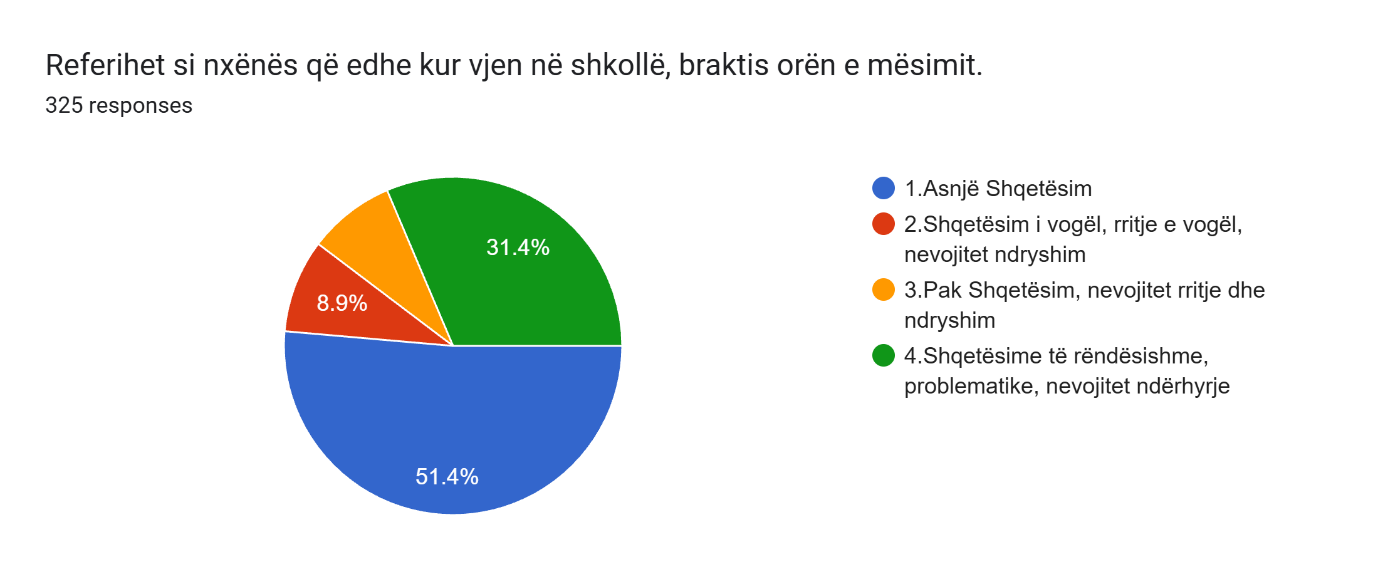 Referihet si nxënës që edhe kur vjen në shkollë, braktis orën e mësimit.
325 responses
31.4%
8.9%
51.4%
1.Asnjë Shqetësim
2.Shqetësim i vogël, rritje e vogël,
nevojitet ndryshim
3.Pak Shqetësim, nevojitet rritje dhe
ndryshim
4.Shqetësime të rëndësishme,
problematike, nevojitet ndërhyrje